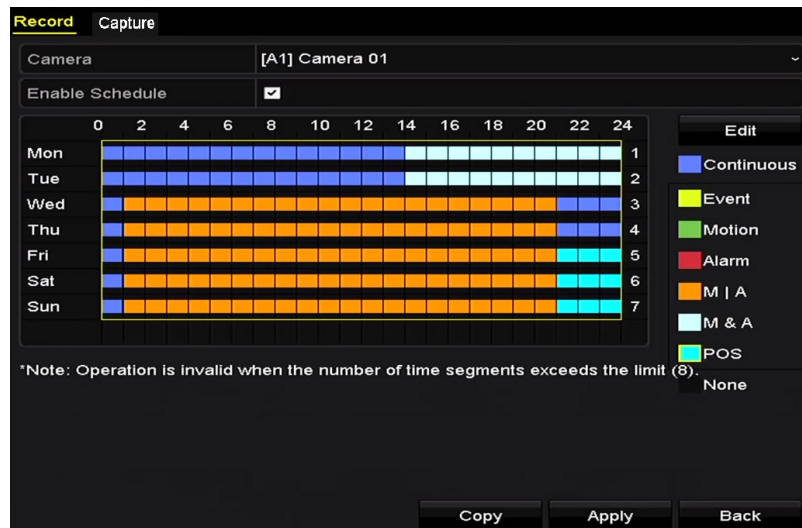 Record Capture
Camera [A1] Camera 01
Enable Schedule
0 2 4 6 8 10 12 14 16 18 20 22 24
Edit
Mon 1
Continuous
Tue 2
Wed 3
Event
Thu 4
Motion
Fri 5
Alarm
Sat 6
M | A
Sun 7
M & A
POS
*Note: Operation is invalid when the number of time segments exceeds the limit (8).
None
Copy Apply Back